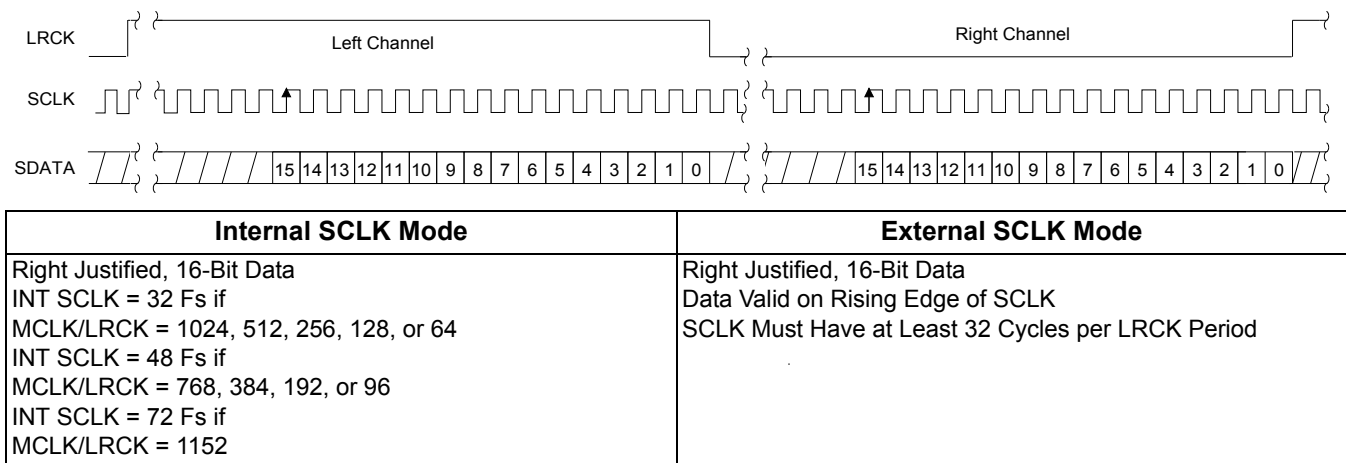 LRCK Left Channel Right Channel
SCLK
SDATA 15 14 13 12 11 10 9 8 7 6 5 4 3 2 1 0 15 14 13 12 11 10 9 8 7 6 5 4 3 2 1 0
Internal SCLK Mode External SCLK Mode
Right Justified, 16-Bit Data
INT SCLK = 32 Fs if
MCLK/LRCK = 1024, 512, 256, 128, or 64
INT SCLK = 48 Fs if
MCLK/LRCK = 768, 384, 192, or 96
INT SCLK = 72 Fs if
MCLK/LRCK = 1152
Right Justified, 16-Bit Data
Data Valid on Rising Edge of SCLK
SCLK Must Have at Least 32 Cycles per LRCK Period